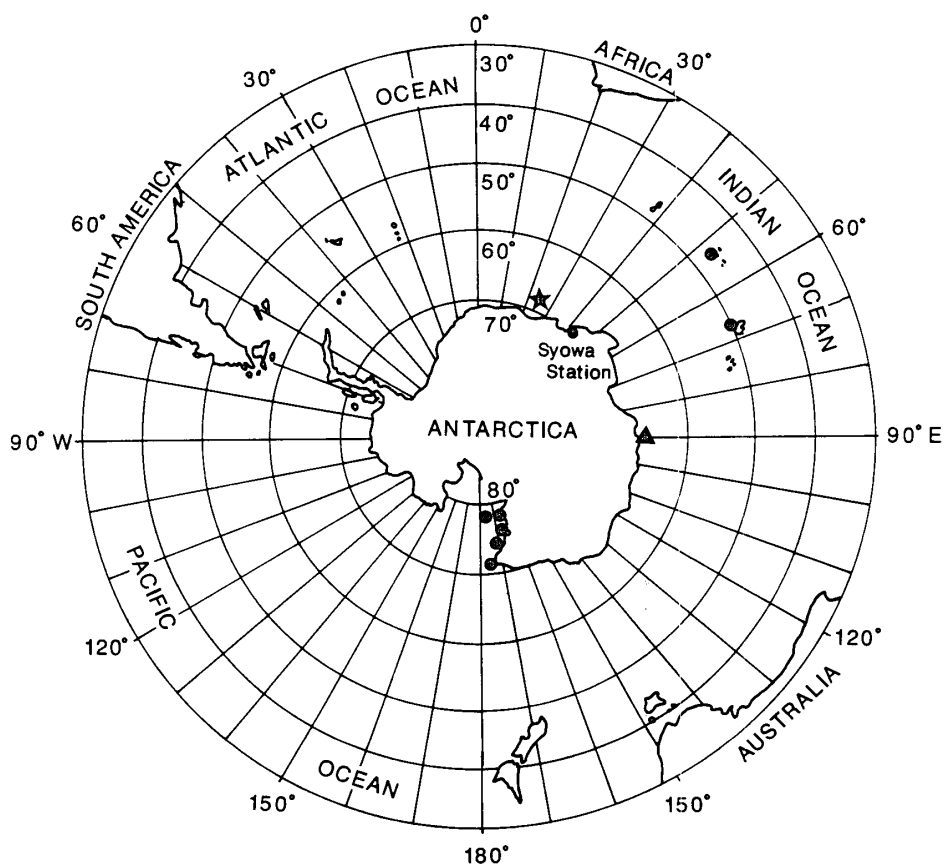 0°
30°
AFRICA
30°
30°
OCEAN
ATLANTIC
40°
50°
60°
70°
SOUTH AMERICA
60°
INDIAN
60°
OCEAN
Syowa
Station
90° W
ANTARCTICA
90° E
80°
PACIFIC
120°
120°
AUSTRALIA
OCEAN
150°
150°
180°